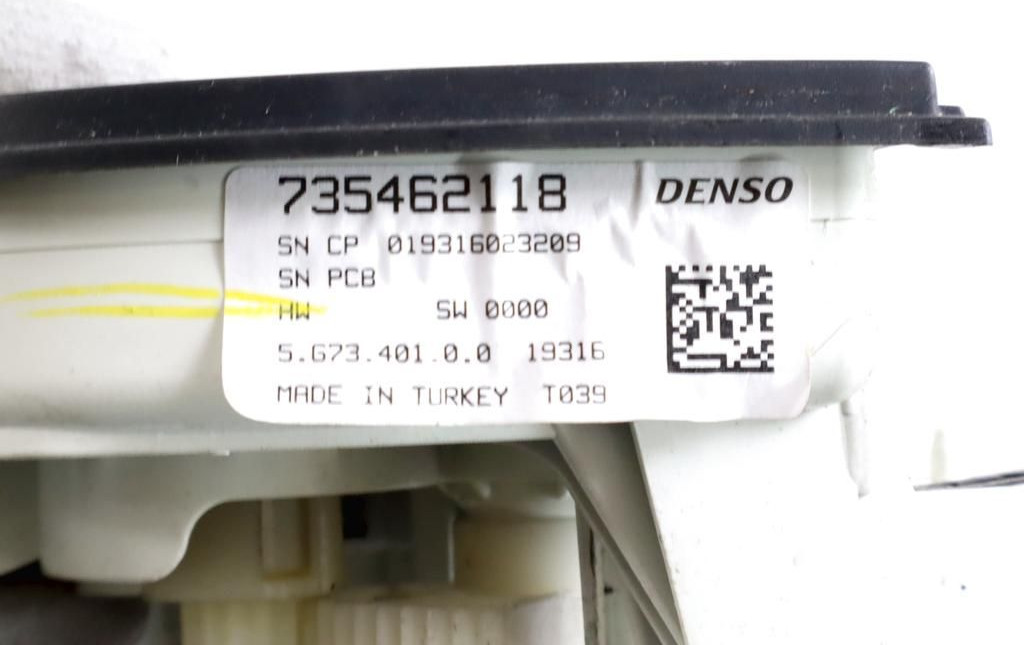 735462118 DENSO
SN CP 019316023209
SN PCB
HW SW 0000
5.G73.401.0.0 19316
MADE IN TURKEY T039